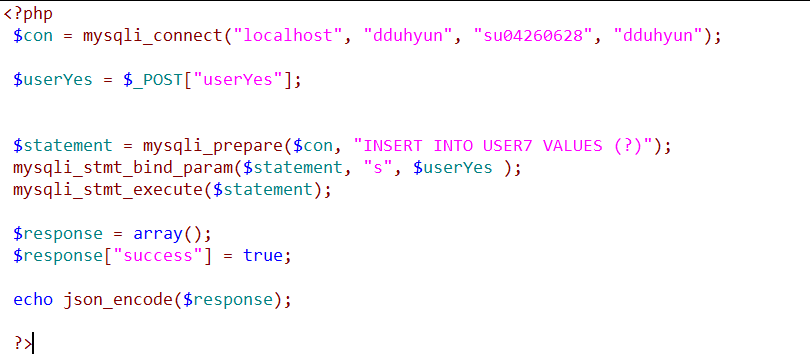 <?php
$con = mysqli_connect("localhost", "dduhyun", "su04260628", "dduhyun");
$userYes = $_POST["userYes"];
$statement = mysqli_prepare($con, "INSERT INTO USER7 VALUES (?)");
mysqli_stmt_bind_param($statement, "s", $userYes );
mysqli_stmt_execute($statement);
$response = array();
$response["success"] = true;
echo json_encode($response);
?>